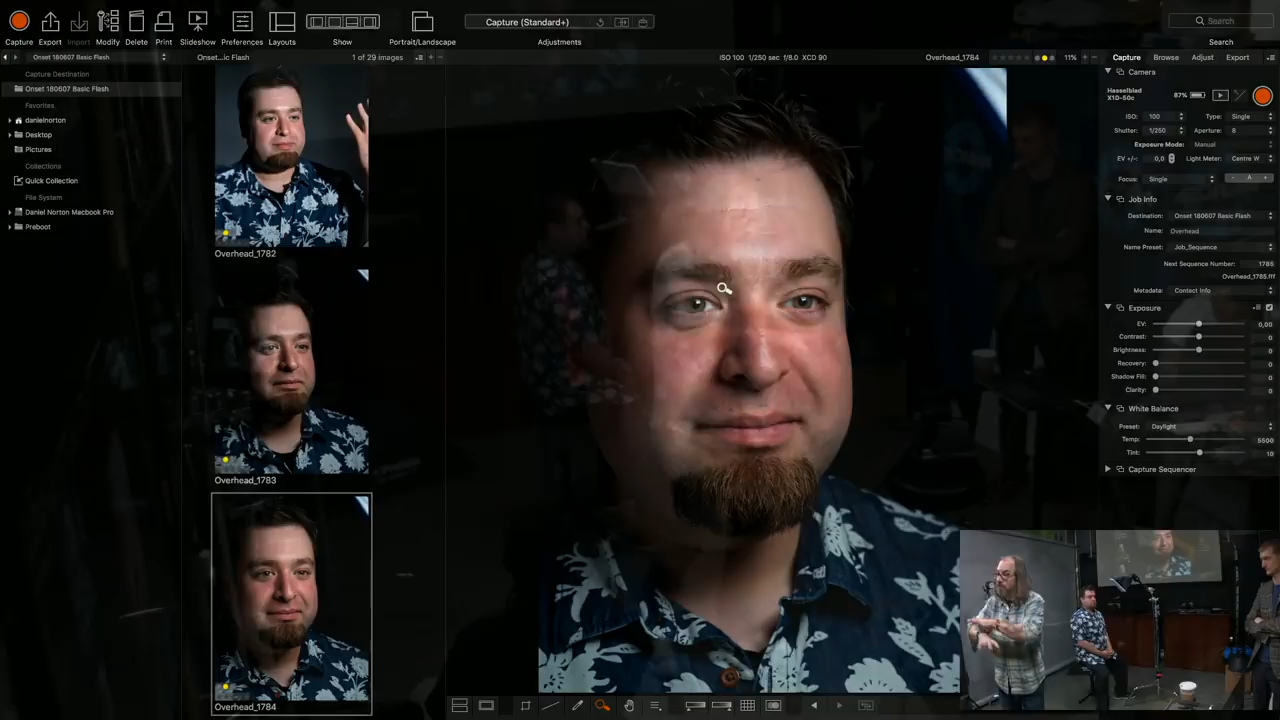 Capture Export Import Modify Delete Print Slideshow Preferences Layouts Show Portrait/Landscape
Capture (Standard+)
Adjustments
Search
Search
Onset 180607 Basic Flash
Onset...ic Flash
1 of 29 images
ISO 100 1/250 sec f/8.0 XCD 90
Overhead_1784
11%
Capture Browse Adjust Export
Capture Destination
Onset 180607 Basic Flash
Favorites
danielnorton
Desktop
Pictures
Collections
Quick Collection
File System
Daniel Norton Macbook Pro
Preboot
Overhead_1782
Overhead_1783
Overhead_1784
Camera
Hasselblad
X1D-50c
87%
ISO: 100 Type: Single
Shutter: 1/250 Aperture: 8
Exposure Mode: Manual
EV +/-: 0,0 Light Meter: Centre W
Focus: Single - A +
Job Info
Destination: Onset 180607 Basic Flash
Name: Overhead
Name Preset: Job_Sequence
Next Sequence Number: 1785
Overhead_1785.fff
Metadata: Contact Info
Exposure
EV: 0,00
Contrast: 0
Brightness: 0
Recovery: 0
Shadow Fill: 0
Clarity: 0
White Balance
Preset: Daylight
Temp: 5500
Tint: 10
Capture Sequencer